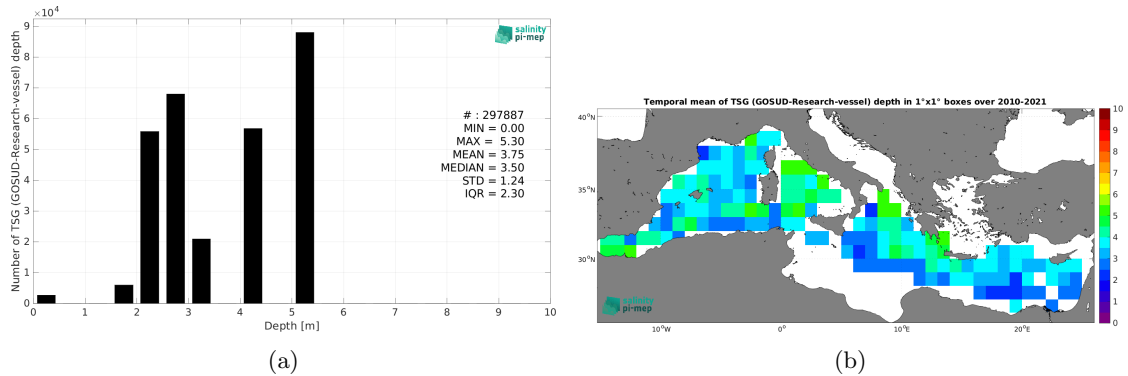 ×10⁴
9
8
7
6
5
4
3
2
1
0
Number of TSG (GOSUD-Research-vessel) depth
salinity
pi-mep
# : 297887
MIN = 0.00
MAX = 5.30
MEAN = 3.75
MEDIAN = 3.50
STD = 1.24
IQR = 2.30
0 1 2 3 4 5 6 7 8 9 10
Depth [m]
(a)
Temporal mean of TSG (GOSUD-Research-vessel) depth in 1°x1° boxes over 2010-2021
40°N
35°N
30°N
salinity
pi-mep
10°W 0° 10°E 20°E
10
9
8
7
6
5
4
3
2
1
0
(b)